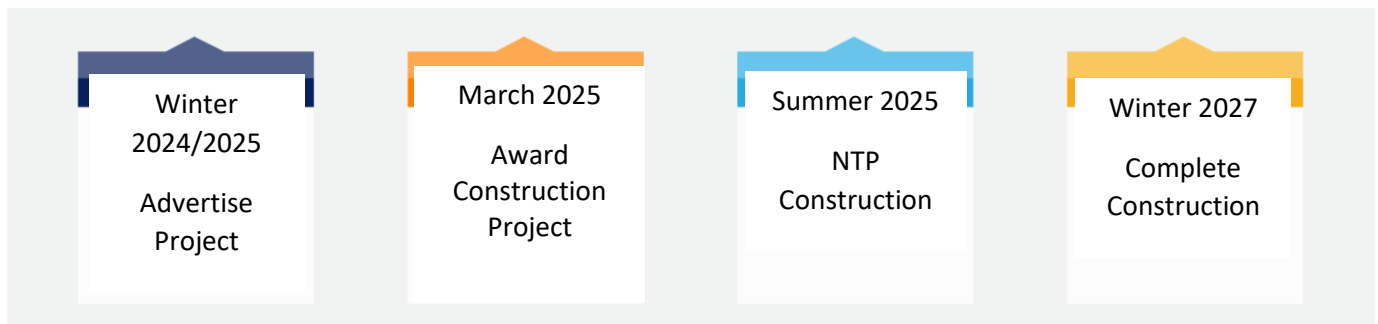 Winter
2024/2025
Advertise
Project
March 2025
Award
Construction
Project
Summer 2025
NTP
Construction
Winter 2027
Complete
Construction